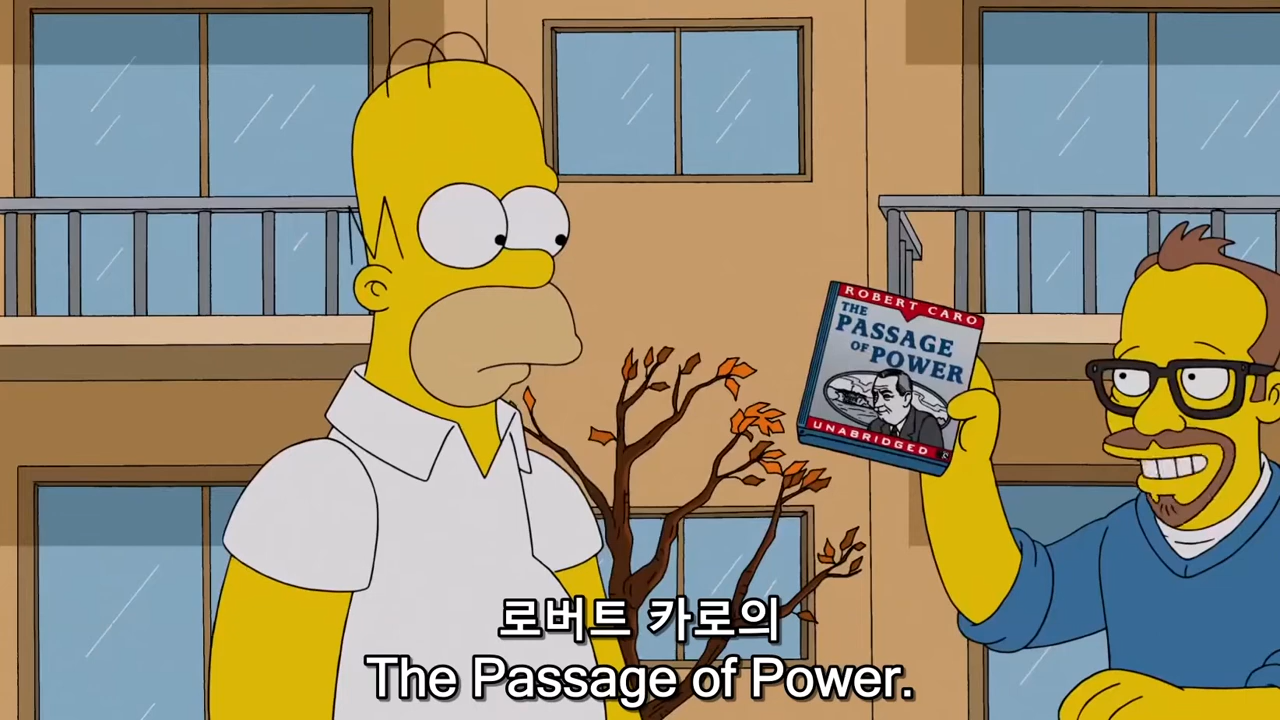 ROBERT CARO
THE
PASSAGE
OF POWER
UNABRIDGED
로버트 카로의
The Passage of Power.